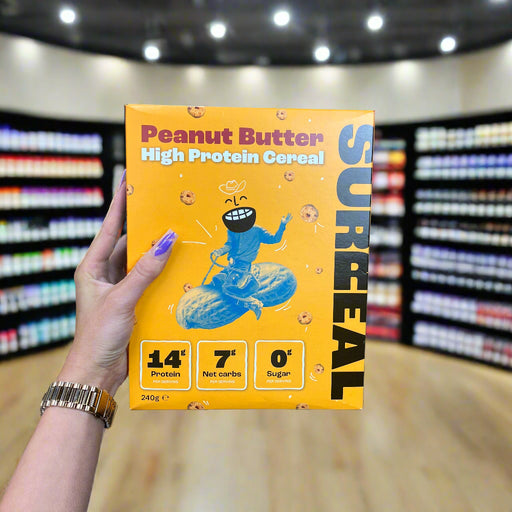 Peanut Butter
High Protein Cereal
SURREAL
14g
Protein
PER SERVING
7g
Net carbs
PER SERVING
0g
Sugar
PER SERVING
240g ℮